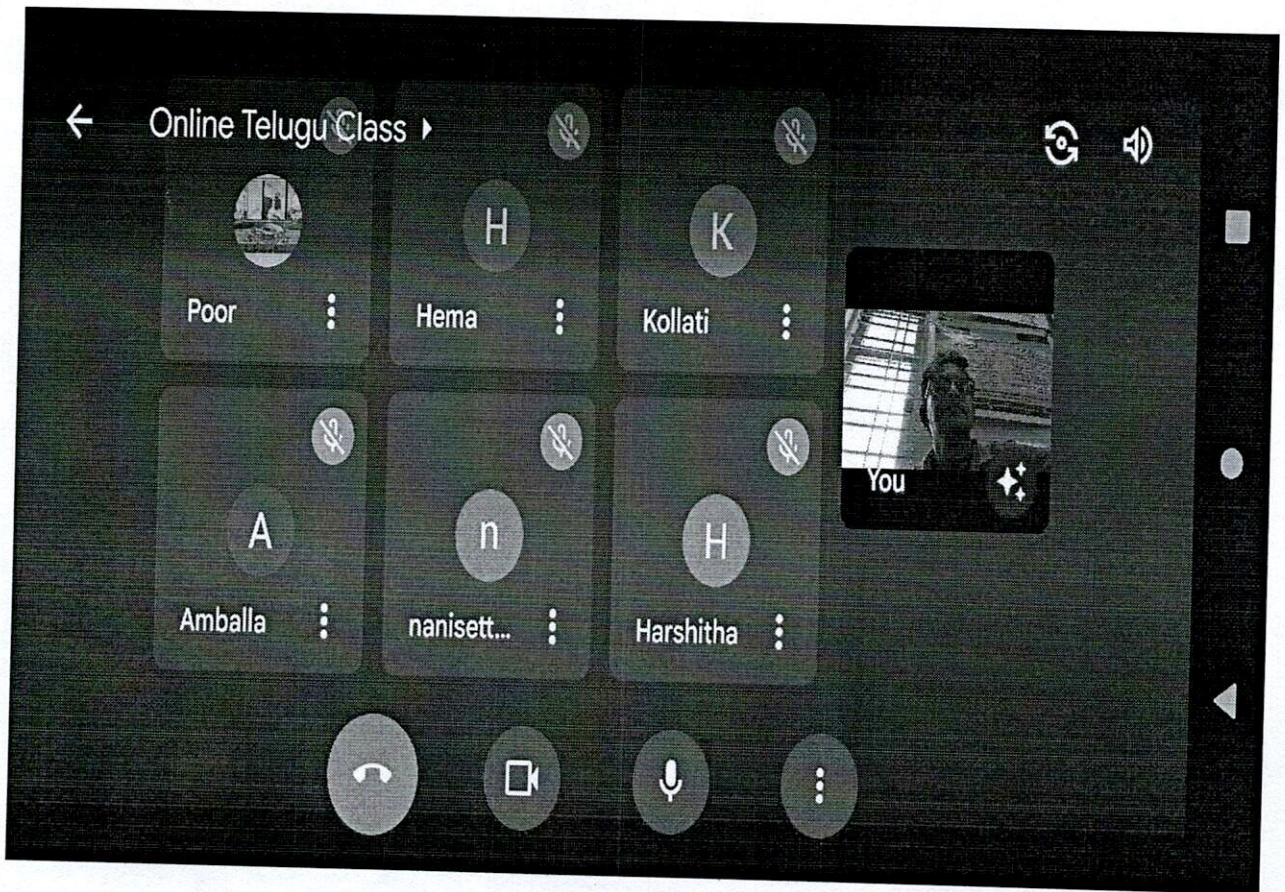 Online Telugu Class
Poor
Hema
Kollati
H
K
You
A
n
H
Amballa
nanisett...
Harshitha